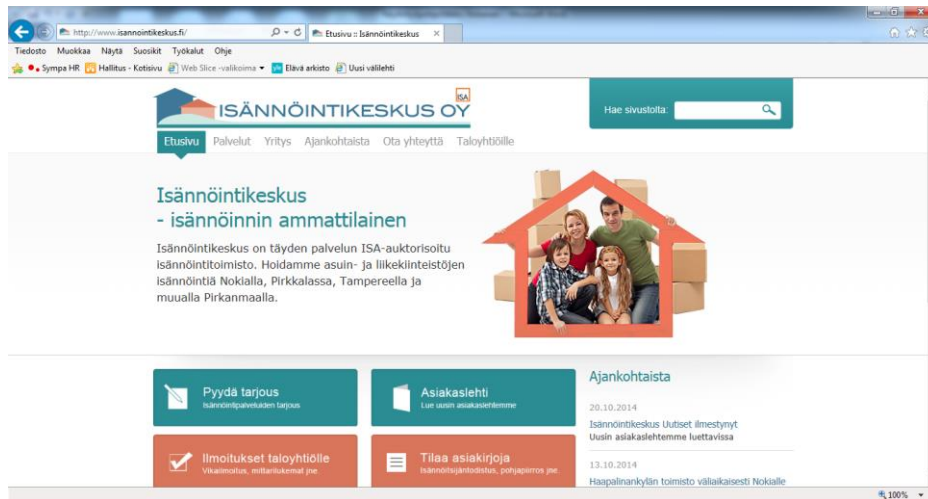 http://www.isannointikeskus.fi/
Etusivu :: Isännöintikeskus
Tiedosto Muokkaa Näytä Suosikit Työkalut Ohje
Sympa HR Hallitus - Kotisivu Web Slice -valikoima Elävä arkisto Uusi välilehti
ISÄNNÖINTIKESKUS OY
ISA
Hae sivustolta:
Etusivu Palvelut Yritys Ajankohtaista Ota yhteyttä Taloyhtiöille
Isännöintikeskus
- isännöinnin ammattilainen
Isännöintikeskus on täyden palvelun ISA-auktorisoitu
isännöintitoimisto. Hoidamme asuin- ja liikekiinteistöjen
isännöintiä Nokialla, Pirkkalassa, Tampereella ja
muualla Pirkanmaalla.
Pyydä tarjous
Isännöintipalveluiden tarjous
Asiakaslehti
Lue uusin asiakaslehtemme
Ilmoitukset taloyhtiölle
Vikailmoitus, mittarilukemat jne.
Tilaa asiakirjoja
Isännöitsijäntodistus, pohjapiirros jne.
Ajankohtaista
20.10.2014
Isännöintikeskus Uutiset ilmestynyt
Uusin asiakaslehtemme luettavissa
13.10.2014
Haapalinankylän toimisto väliaikaisesti Nokialle
100%